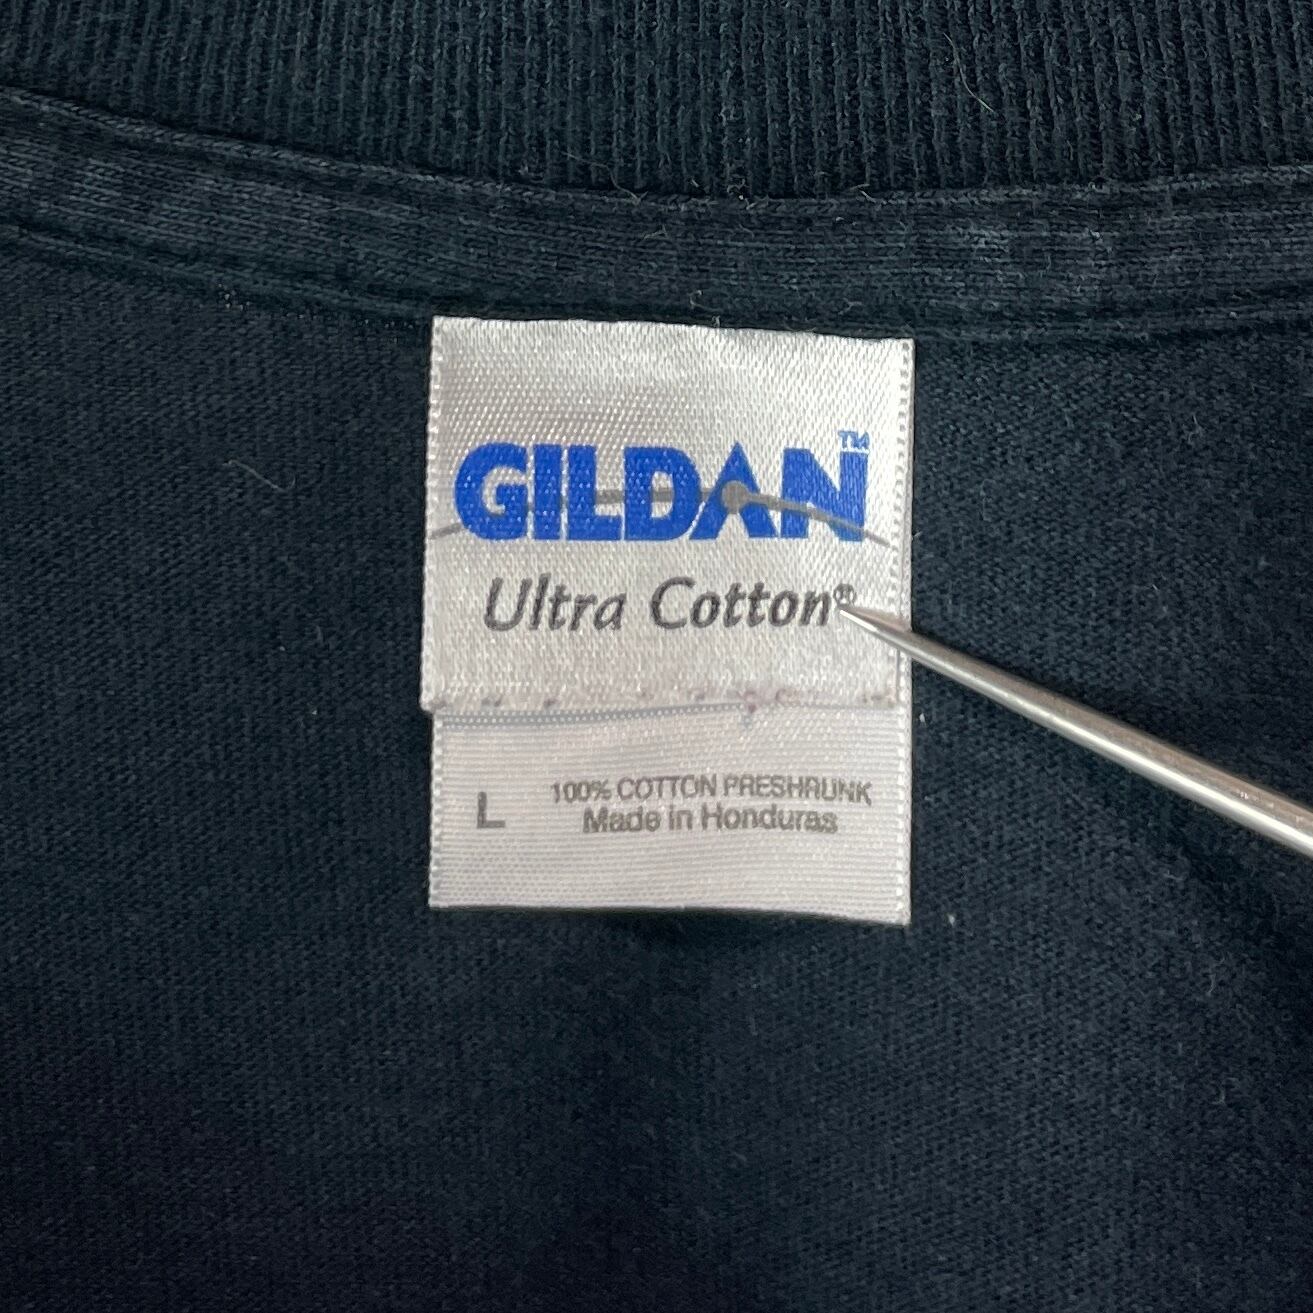 GILDAN™
Ultra Cotton®
L
100% COTTON PRESHRUNK
Made in Honduras